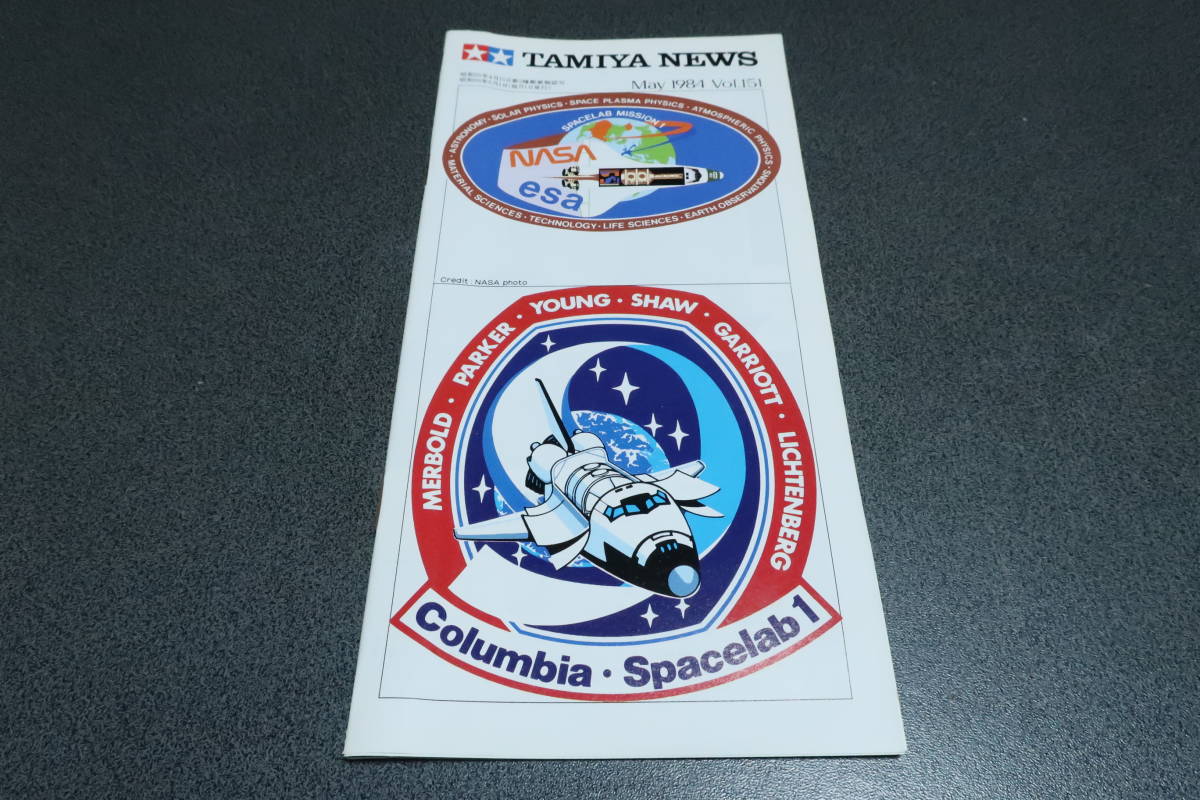 TAMIYA NEWS
May 1984 Vol.151
ASTRONOMY · SOLAR PHYSICS · SPACE PLASMA PHYSICS · ATMOSPHERIC PHYSICS ·
SPACELAB MISSION 1
NASA
esa
· MATERIAL SCIENCES · TECHNOLOGY · LIFE SCIENCES · EARTH OBSERVATIONS ·
Credit : NASA photo
MERBOLD · PARKER · YOUNG · SHAW · GARRIOTT · LICHTENBERG
Columbia · Spacelab 1